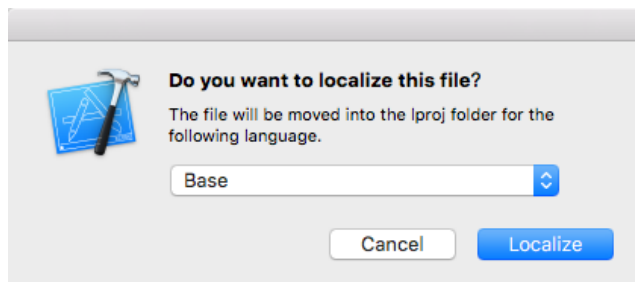 Do you want to localize this file?
The file will be moved into the lproj folder for the
following language.
Base
Cancel
Localize